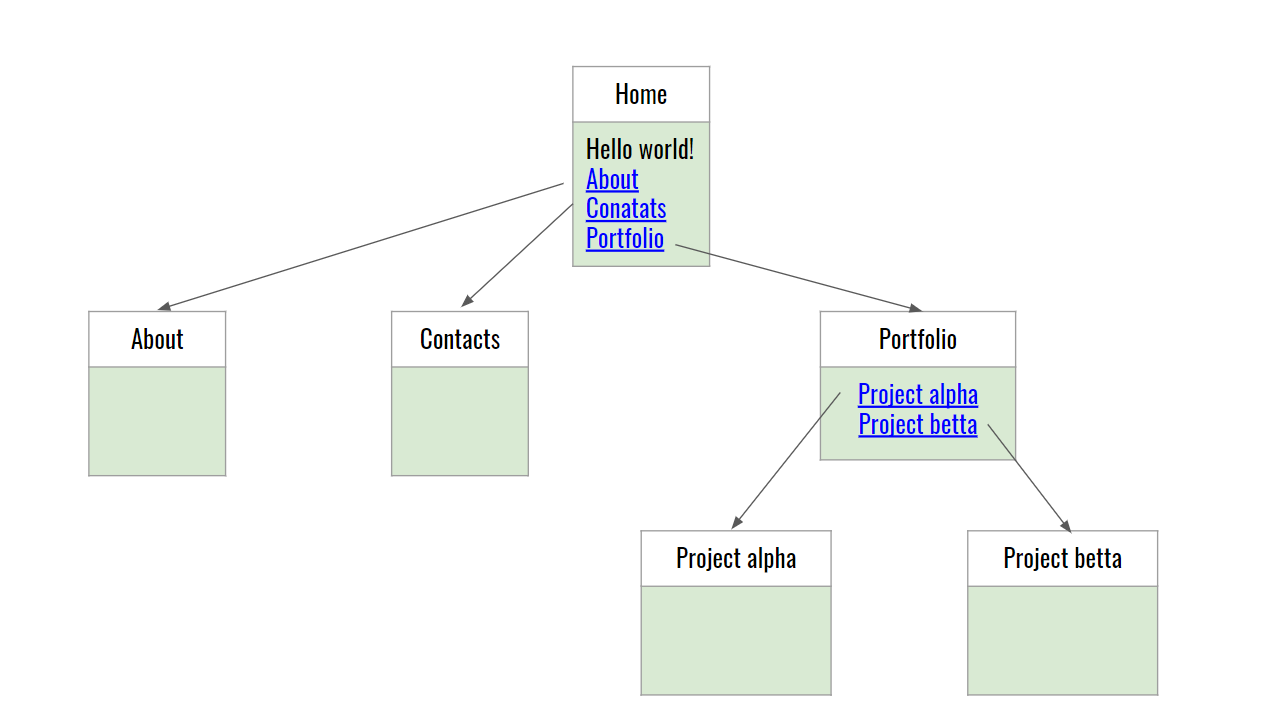 Home
Hello world!
About
Conatats
Portfolio
About
Contacts
Portfolio
Project alpha
Project betta
Project alpha
Project betta